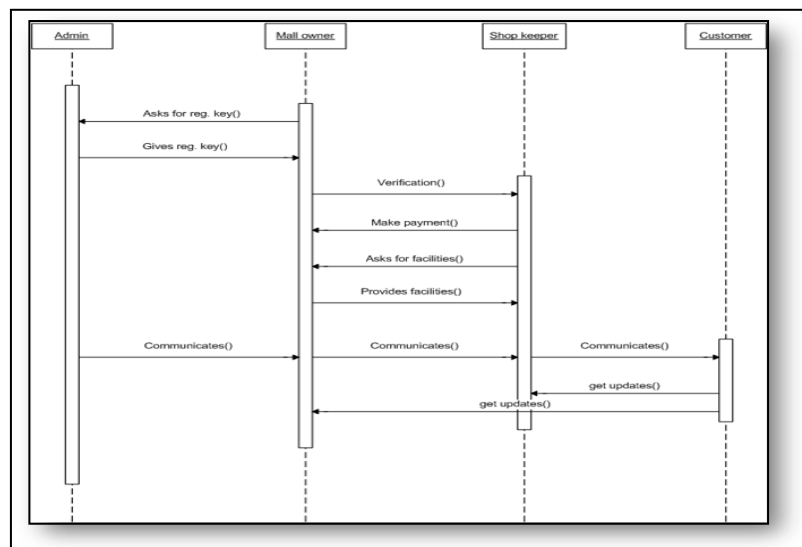 Admin
Mall owner
Shop keeper
Customer
Asks for reg. key()
Gives reg. key()
Verification()
Make payment()
Asks for facilities()
Provides facilities()
Communicates()
Communicates()
Communicates()
get updates()
get updates()